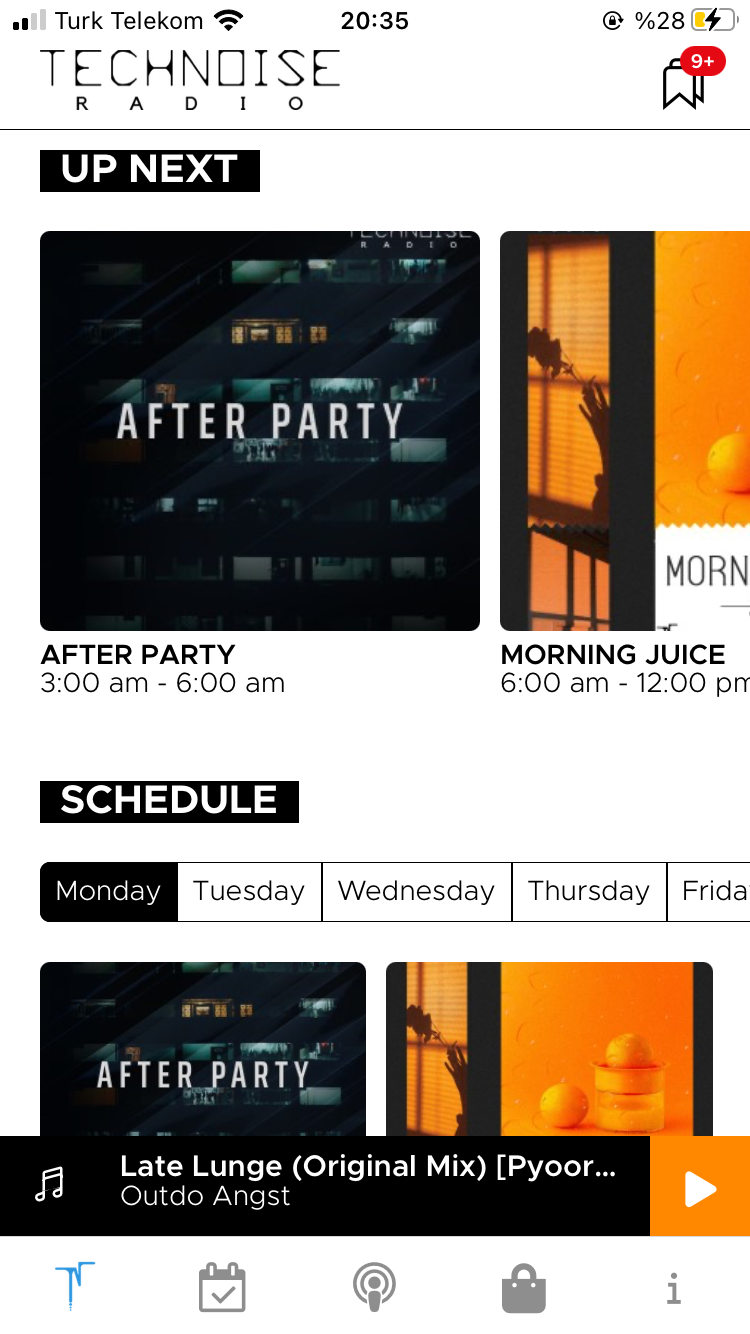 Turk Telekom 20:35 %28
TECHNOISE
RADIO
9+
UP NEXT
TECHNOISE
RADIO
AFTER PARTY
MORN
AFTER PARTY
3:00 am - 6:00 am
MORNING JUICE
6:00 am - 12:00 pm
SCHEDULE
Monday Tuesday Wednesday Thursday Frida
AFTER PARTY
Late Lunge (Original Mix) [Pyoor...
Outdo Angst